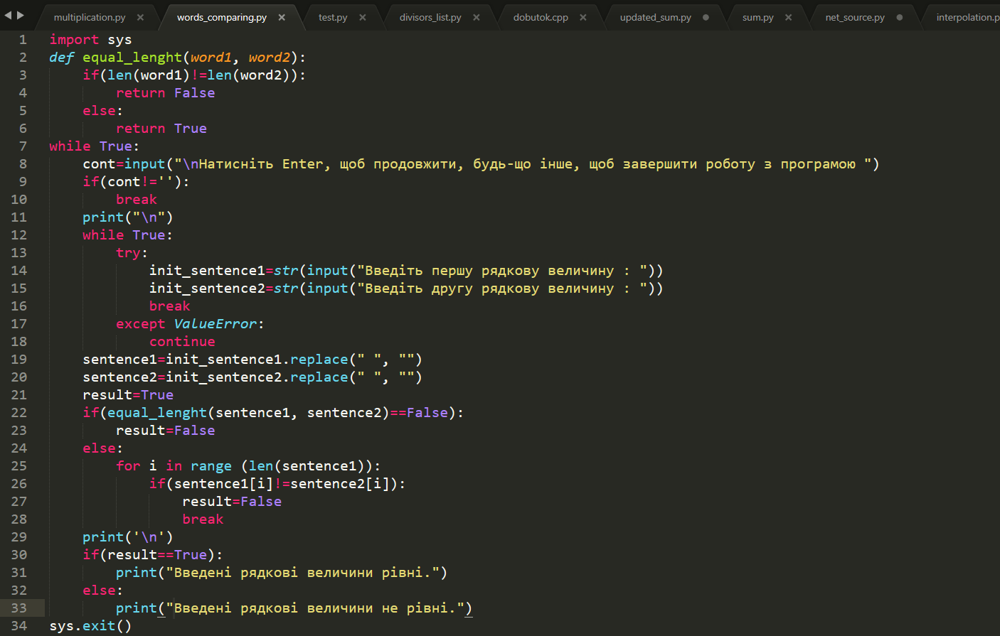 multiplication.py × words_comparing.py × test.py × divisors_list.py × dobutok.cpp × updated_sum.py ● sum.py × net_source.py ● interpolation.p
1 import sys
2 def equal_lenght(word1, word2):
3     if(len(word1)!=len(word2)):
4         return False
5     else:
6         return True
7 while True:
8     cont=input("\nНатисніть Enter, щоб продовжити, будь-що інше, щоб завершити роботу з програмою ")
9     if(cont!=''):
10         break
11     print("\n")
12     while True:
13         try:
14             init_sentence1=str(input("Введіть першу рядкову величину : "))
15             init_sentence2=str(input("Введіть другу рядкову величину : "))
16             break
17         except ValueError:
18             continue
19     sentence1=init_sentence1.replace(" ", "")
20     sentence2=init_sentence2.replace(" ", "")
21     result=True
22     if(equal_lenght(sentence1, sentence2)==False):
23         result=False
24     else:
25         for i in range (len(sentence1)):
26             if(sentence1[i]!=sentence2[i]):
27                 result=False
28                 break
29     print('\n')
30     if(result==True):
31         print("Введені рядкові величини рівні.")
32     else:
33         print("Введені рядкові величини не рівні.")
34 sys.exit()